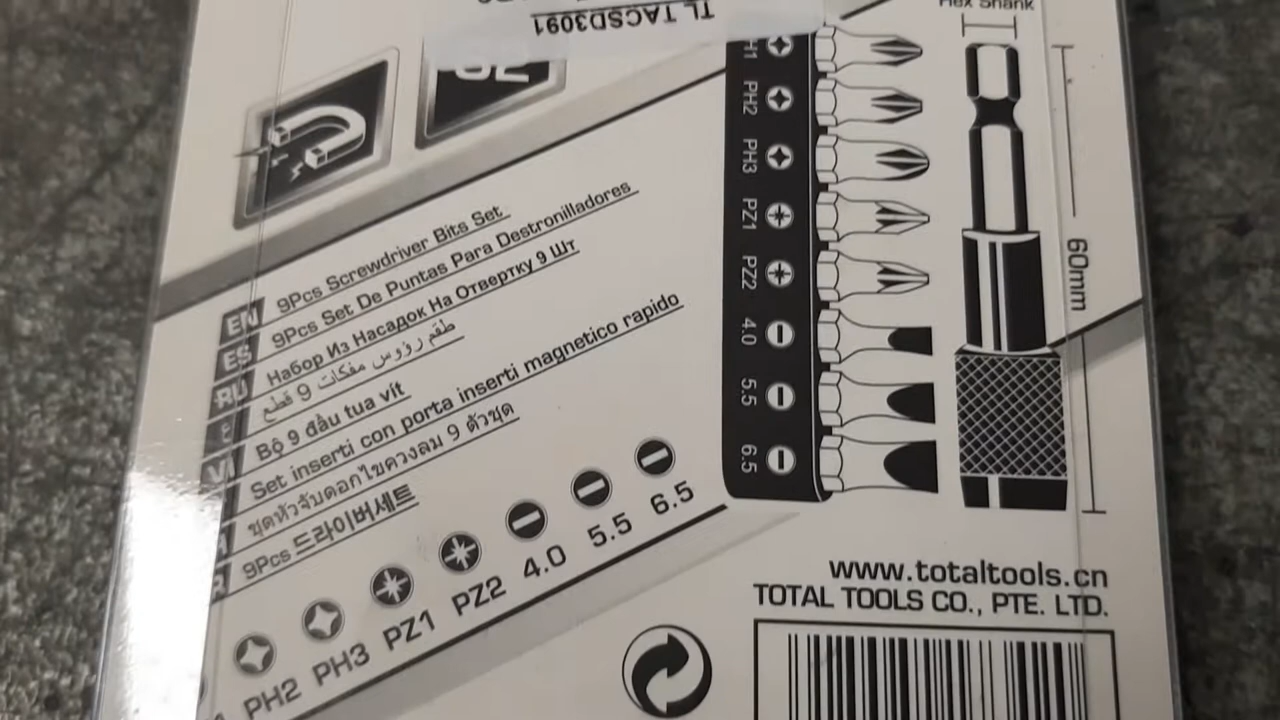 TL TACSD3091
Hex Shank
60mm
PH2
PH3
PZ1
PZ2
4.0
5.5
6.5
EN 9Pcs Screwdriver Bits Set
ES 9Pcs Set De Puntas Para Destronilladores
RU Набор Из Насадок На Отвертку 9 Шт
طقم رؤوس مفكات 9 قطع
VI Bộ 9 đầu tua vít
Set inserti con porta inserti magnetico rapido
ชุดหัวจับดอกไขควงลม 9 ตัวชุด
9Pcs 드라이버세트
PH2 PH3 PZ1 PZ2 4.0 5.5 6.5
www.totaltools.cn
TOTAL TOOLS CO., PTE. LTD.